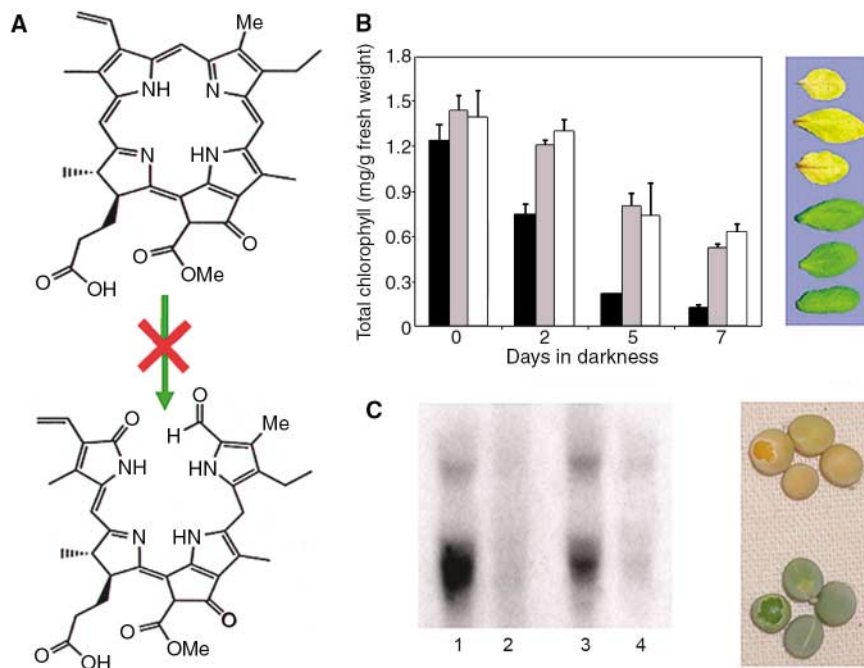 A
Me
NH
N
N
HN
O
O
OMe
O
OH
O
H
O
Me
NH
HN
N
HN
O
O
OMe
O
OH
B
Total chlorophyll (mg/g fresh weight)
1.8
1.5
1.2
0.9
0.6
0.3
0
0 2 5 7
Days in darkness
C
1 2 3 4